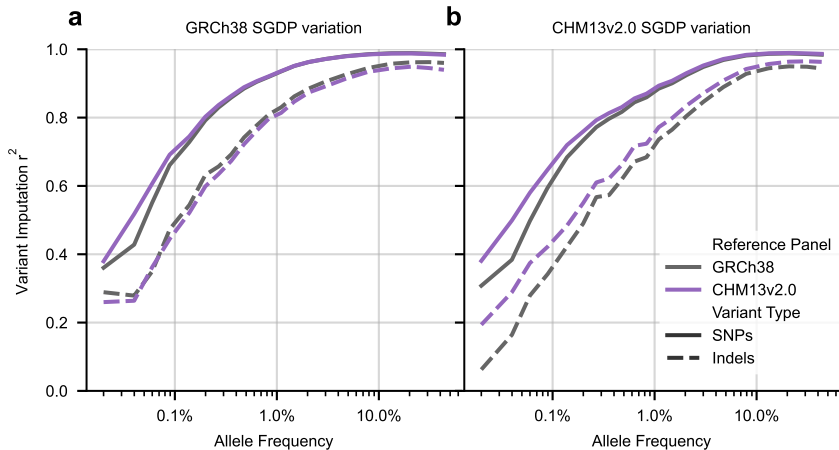 a
GRCh38 SGDP variation
b
CHM13v2.0 SGDP variation
Variant Imputation r²
1.0
0.8
0.6
0.4
0.2
0.0
0.1%
1.0%
10.0%
Allele Frequency
0.1%
1.0%
10.0%
Allele Frequency
Reference Panel
GRCh38
CHM13v2.0
Variant Type
SNPs
Indels